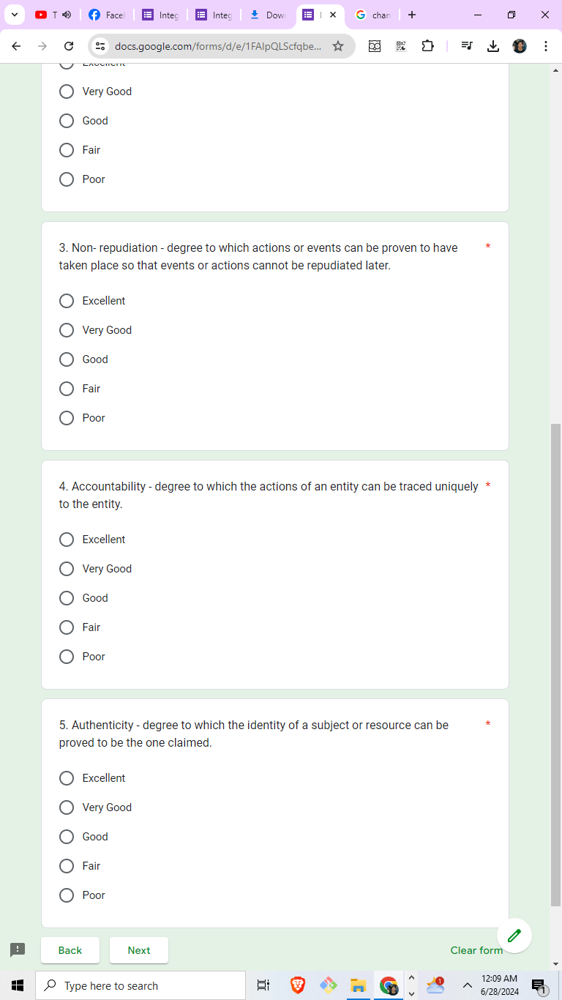 T
Facel
Integ
Integ
Dow
chan
docs.google.com/forms/d/e/1FAIpQLScfqbe...
Excellent
Very Good
Good
Fair
Poor
3. Non- repudiation - degree to which actions or events can be proven to have *
taken place so that events or actions cannot be repudiated later.
Excellent
Very Good
Good
Fair
Poor
4. Accountability - degree to which the actions of an entity can be traced uniquely *
to the entity.
Excellent
Very Good
Good
Fair
Poor
5. Authenticity - degree to which the identity of a subject or resource can be *
proved to be the one claimed.
Excellent
Very Good
Good
Fair
Poor
Back
Next
Clear form
Type here to search
1
12:09 AM
6/28/2024
1